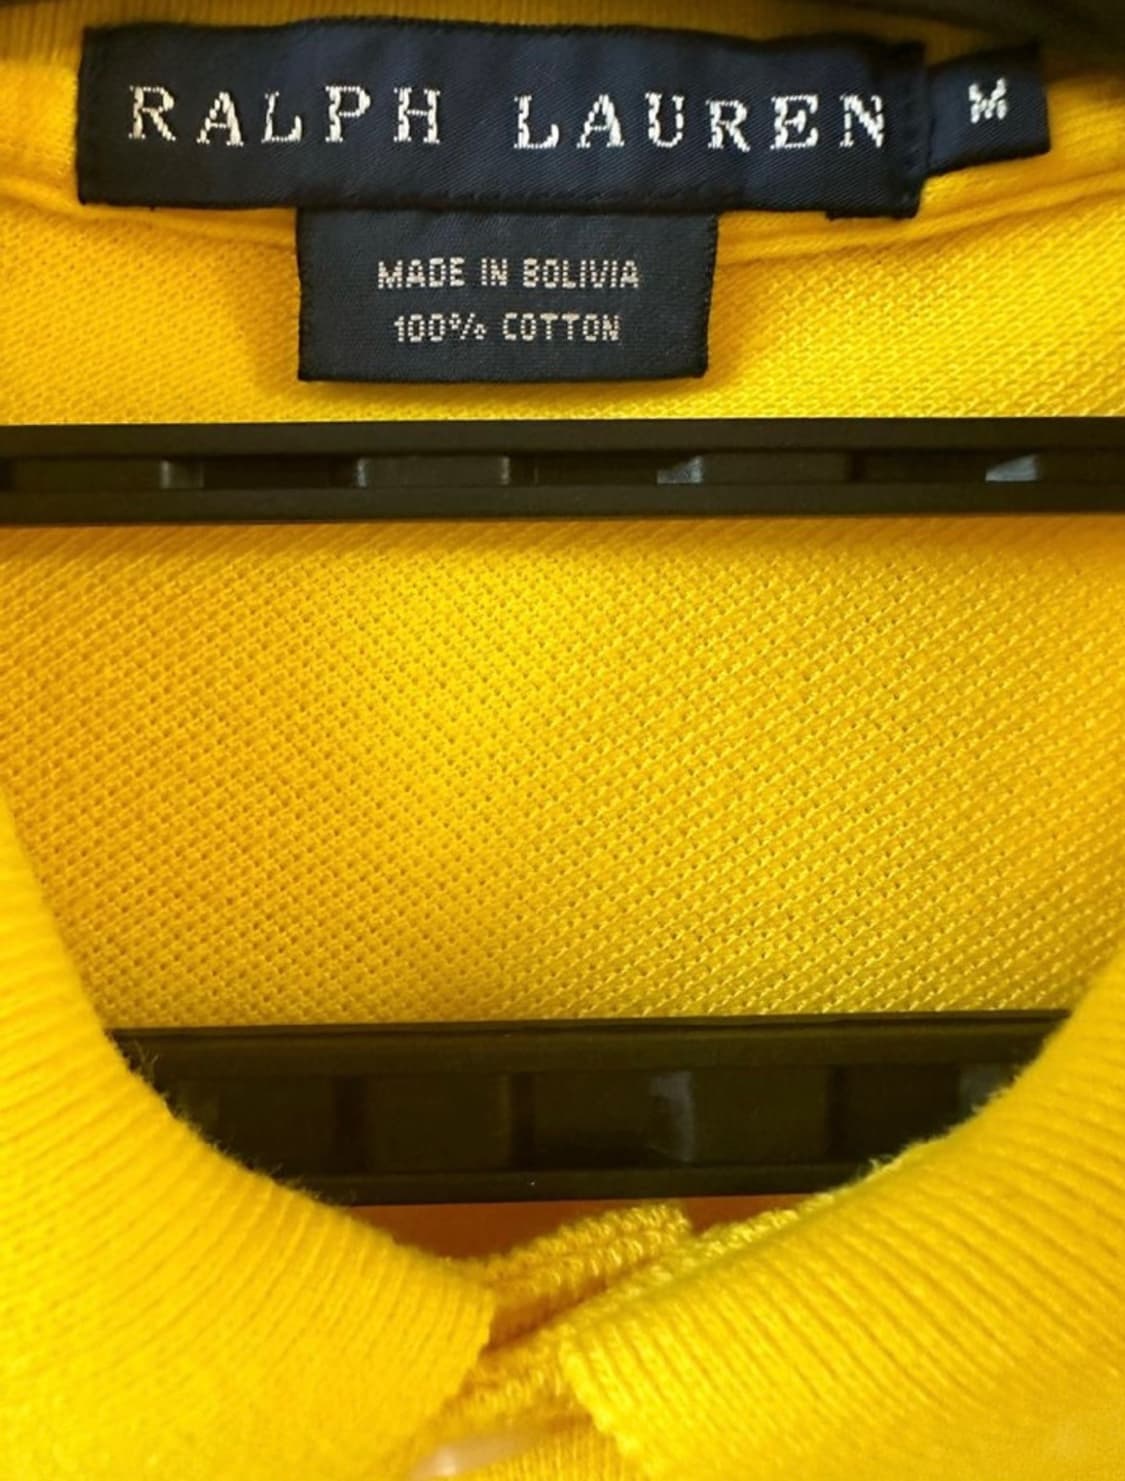 RALPH LAUREN M
MADE IN BOLIVIA
100% COTTON